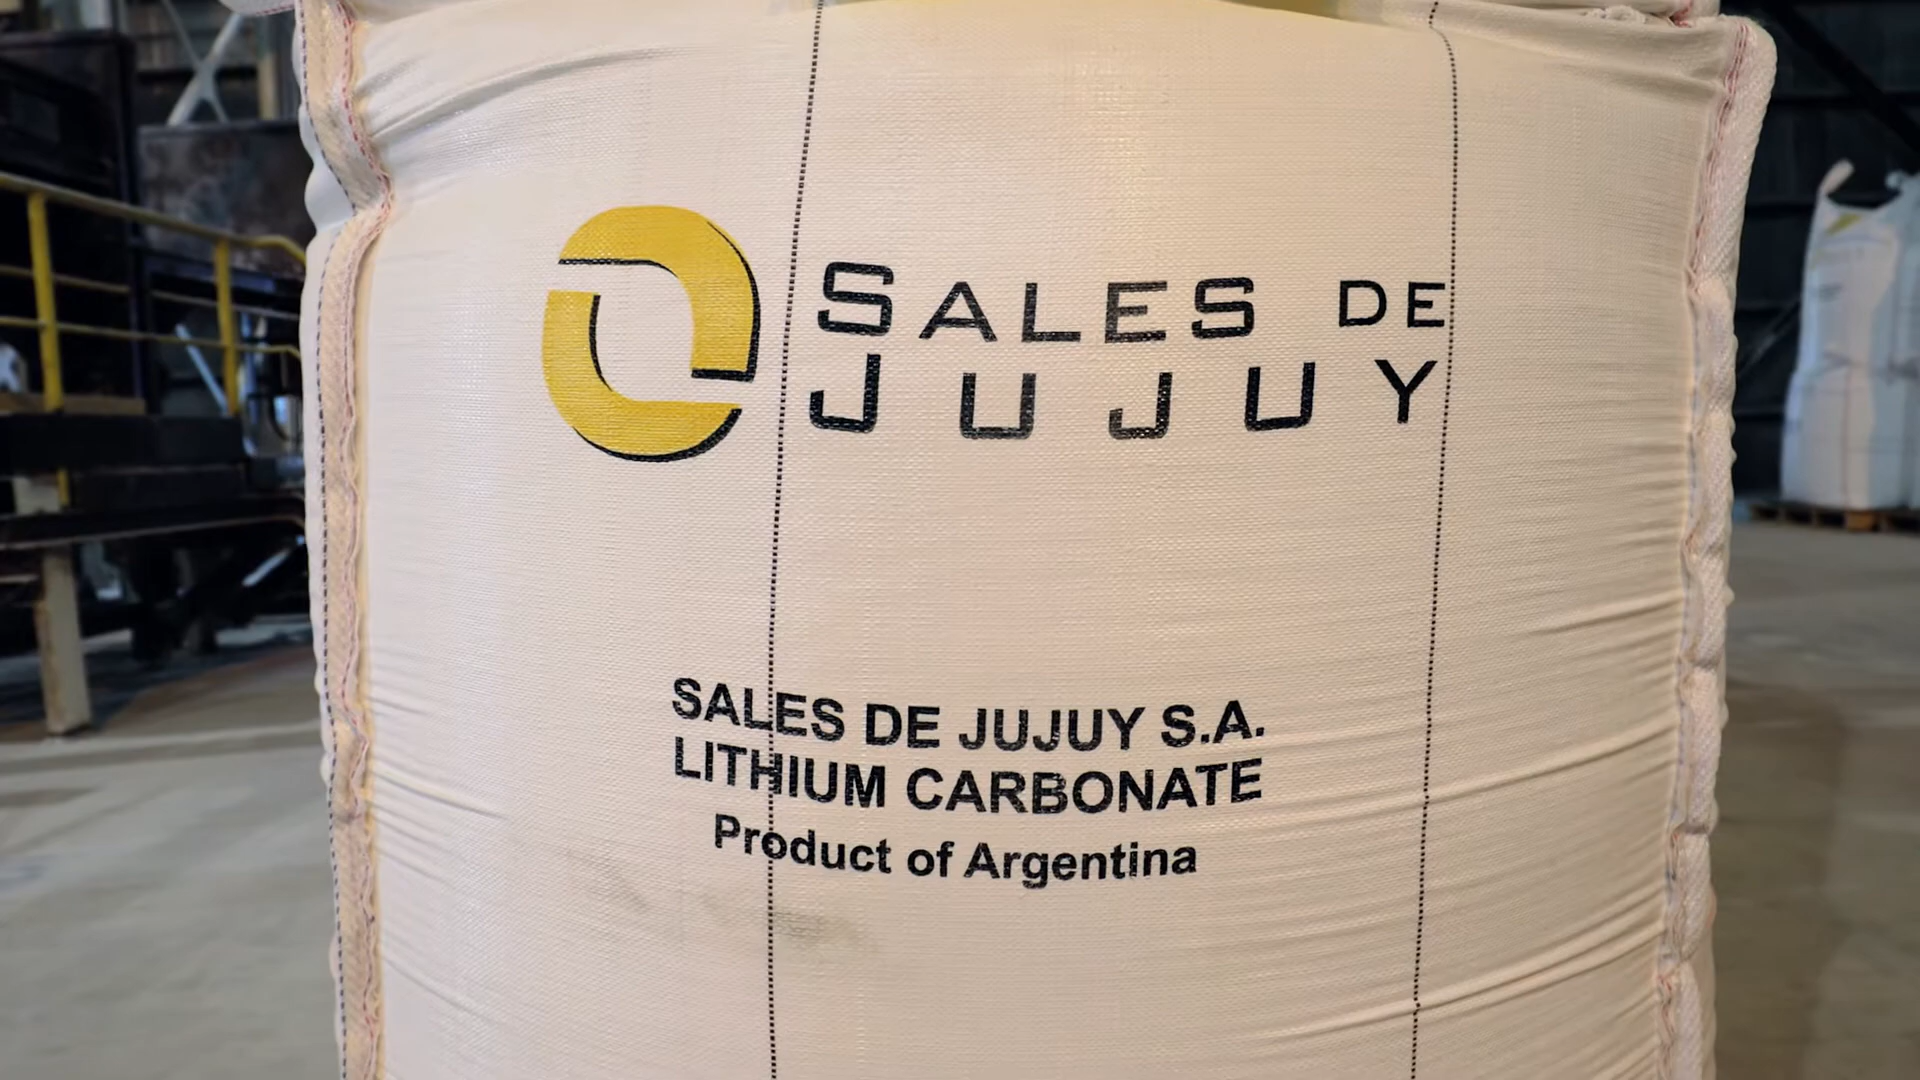 SALES DE
JUJUY
SALES DE JUJUY S.A.
LITHIUM CARBONATE
Product of Argentina